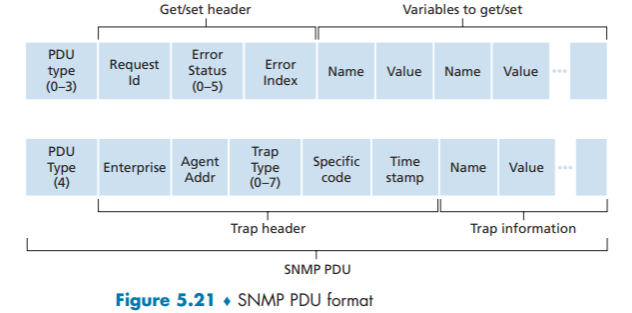 Get/set header
Variables to get/set
PDU type (0–3)
Request Id
Error Status (0–5)
Error Index
Name
Value
Name
Value
...
PDU Type (4)
Enterprise
Agent Addr
Trap Type (0–7)
Specific code
Time stamp
Name
Value
...
Trap header
Trap information
SNMP PDU
Figure 5.21 ♦ SNMP PDU format